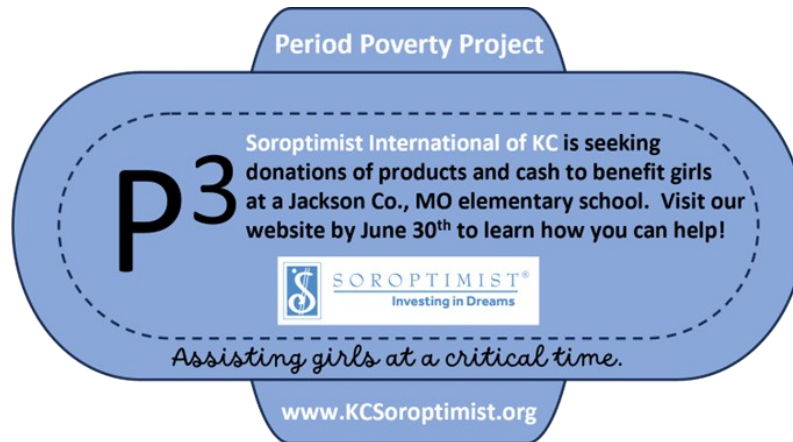 Period Poverty Project
P³
Soroptimist International of KC is seeking
donations of products and cash to benefit girls
at a Jackson Co., MO elementary school. Visit our
website by June 30th to learn how you can help!
SOROPTIMIST®
Investing in Dreams
Assisting girls at a critical time.
www.KCSoroptimist.org